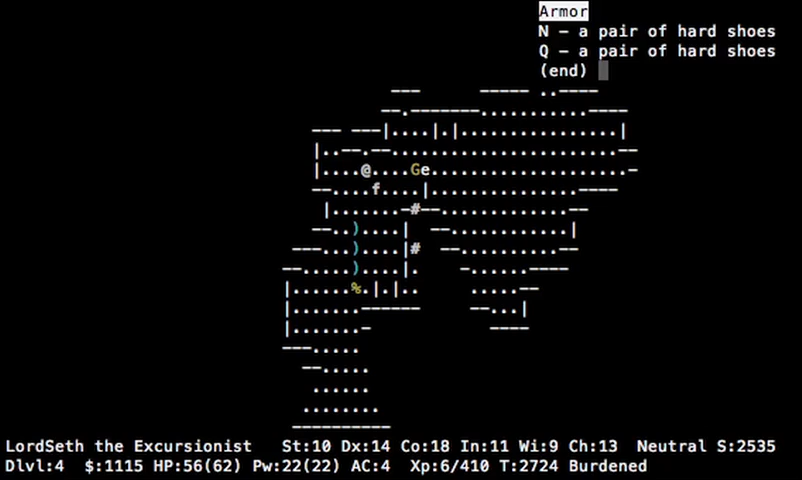 Armor
N – a pair of hard shoes
Q – a pair of hard shoes
(end)
LordSeth the Excursionist St:10 Dx:14 Co:18 In:11 Wi:9 Ch:13 Neutral S:2535
Dlvl:4 $:1115 HP:56(62) Pw:22(22) AC:4 Xp:6/410 T:2724 Burdened